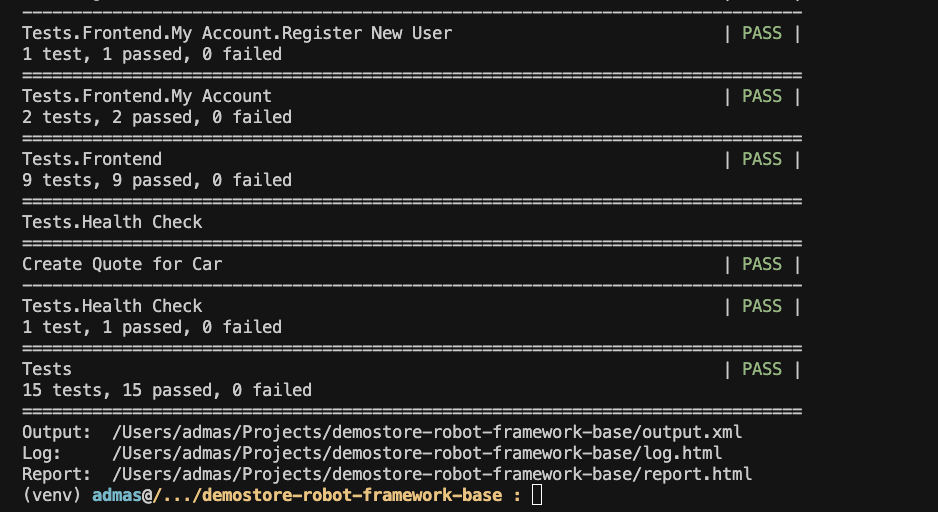 Tests.Frontend.My Account.Register New User | PASS |
1 test, 1 passed, 0 failed
==============================================================================
Tests.Frontend.My Account | PASS |
2 tests, 2 passed, 0 failed
==============================================================================
Tests.Frontend | PASS |
9 tests, 9 passed, 0 failed
==============================================================================
Tests.Health Check
==============================================================================
Create Quote for Car | PASS |
------------------------------------------------------------------------------
Tests.Health Check | PASS |
1 test, 1 passed, 0 failed
==============================================================================
Tests | PASS |
15 tests, 15 passed, 0 failed
==============================================================================
Output:  /Users/admas/Projects/demostore-robot-framework-base/output.xml
Log:     /Users/admas/Projects/demostore-robot-framework-base/log.html
Report:  /Users/admas/Projects/demostore-robot-framework-base/report.html
(venv) admas@/.../demostore-robot-framework-base :